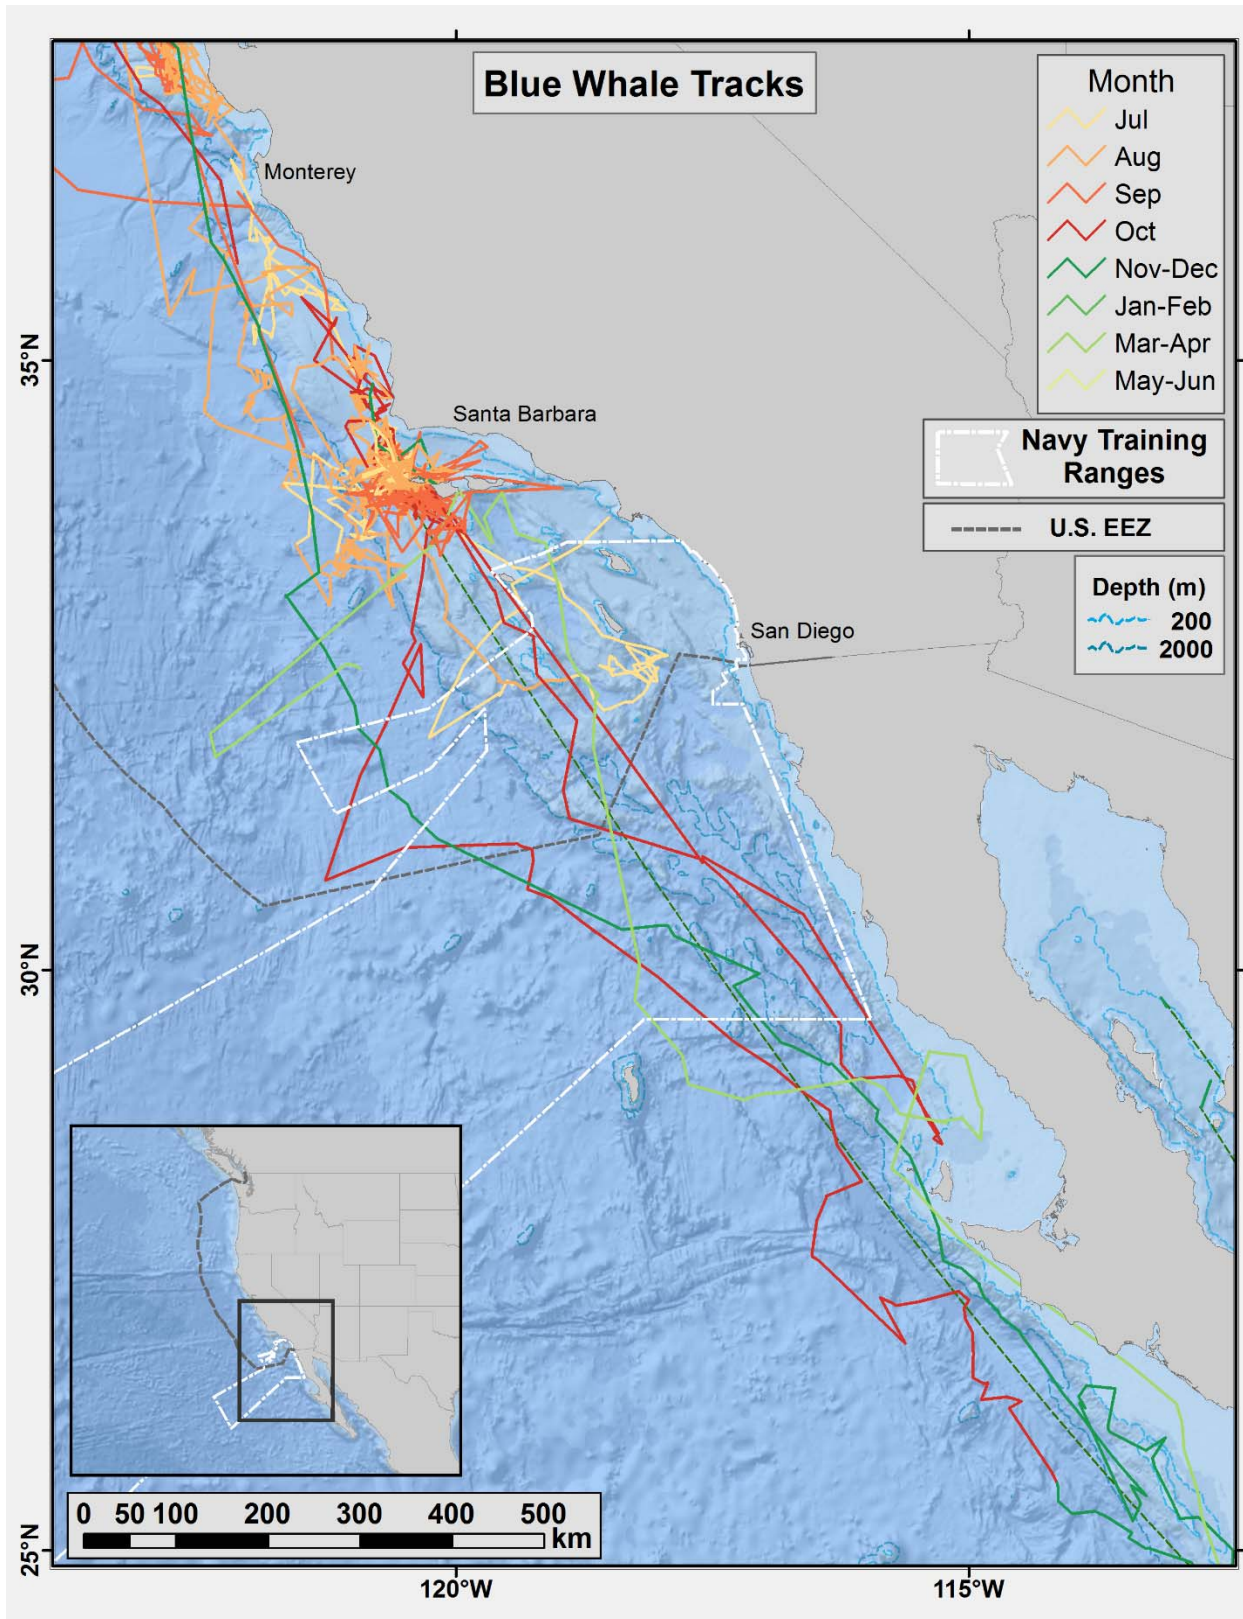 Blue Whale Tracks
Month
Jul
Aug
Sep
Oct
Nov-Dec
Jan-Feb
Mar-Apr
May-Jun
Navy Training
Ranges
U.S. EEZ
Depth (m)
200
2000
Monterey
Santa Barbara
San Diego
35°N
30°N
25°N
0 50 100 200 300 400 500
km
120°W 115°W